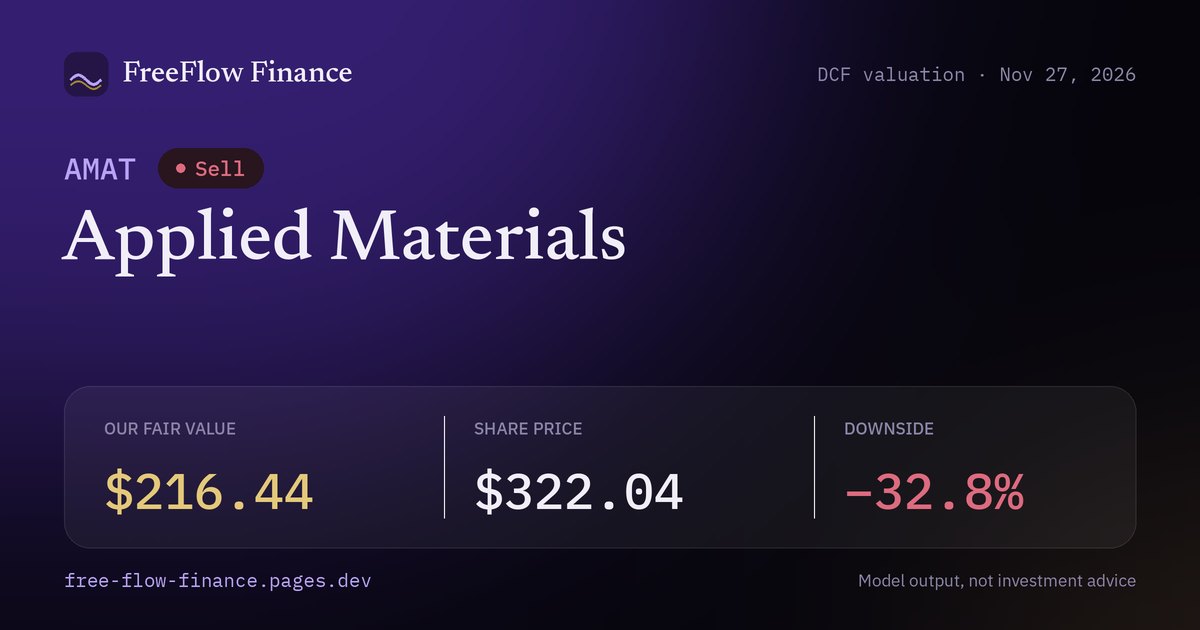 FreeFlow Finance
DCF valuation · Nov 27, 2026
AMAT
Sell
Applied Materials
OUR FAIR VALUE
$216.44
SHARE PRICE
$322.04
DOWNSIDE
−32.8%
free-flow-finance.pages.dev
Model output, not investment advice